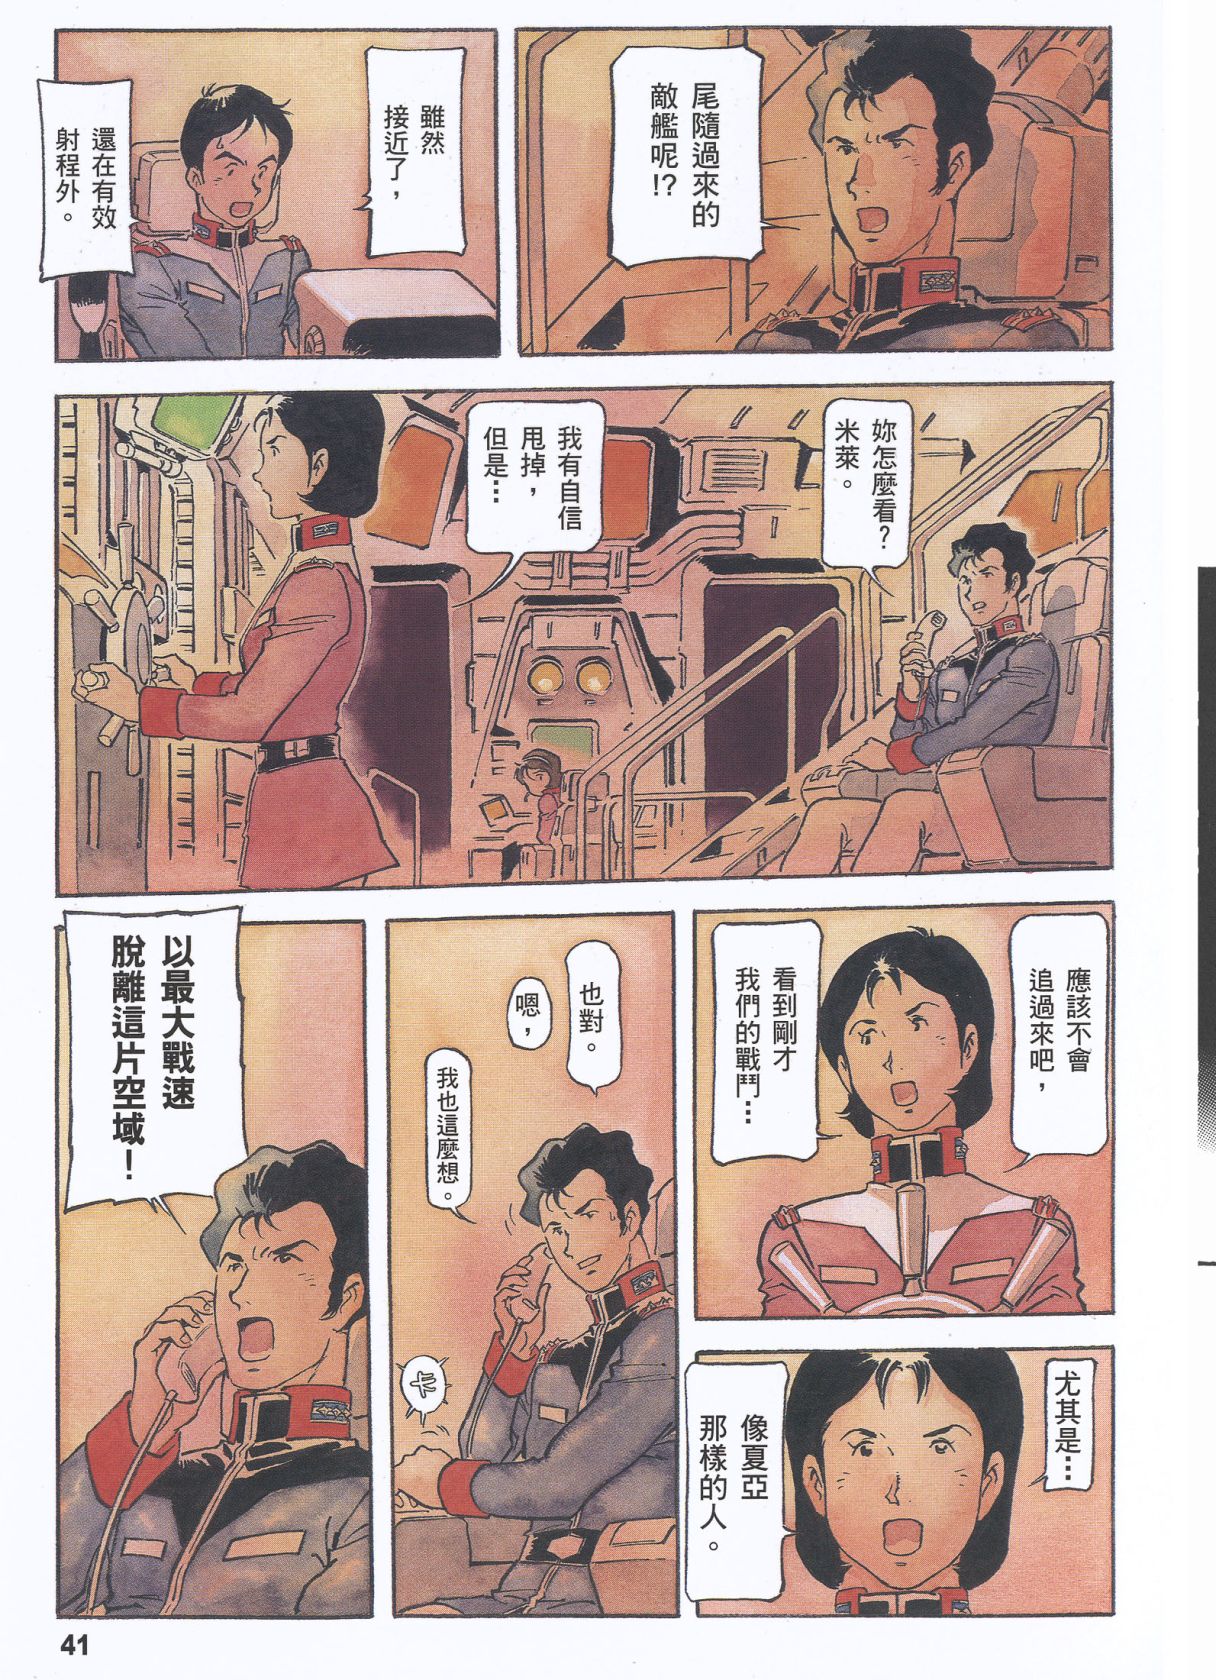 尾隨過來的
敵艦呢!?
雖然
接近了，
還在有效
射程外。
妳怎麼看？
米萊。
我有自信
甩掉，
但是…
應該不會
追過來吧，
看到剛才
我們的戰鬥…
尤其是…
像夏亞
那樣的人。
也對。
嗯，
我也這麼想。
卡
以最大戰速
脫離這片空域！
41